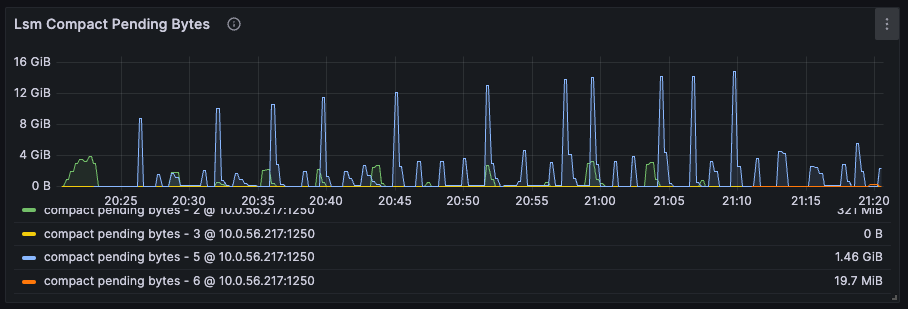 Lsm Compact Pending Bytes
16 GiB
12 GiB
8 GiB
4 GiB
0 B
20:25 20:30 20:35 20:40 20:45 20:50 20:55 21:00 21:05 21:10 21:15 21:20
compact pending bytes - 2 @ 10.0.56.217:1250 321 MiB
compact pending bytes - 3 @ 10.0.56.217:1250 0 B
compact pending bytes - 5 @ 10.0.56.217:1250 1.46 GiB
compact pending bytes - 6 @ 10.0.56.217:1250 19.7 MiB